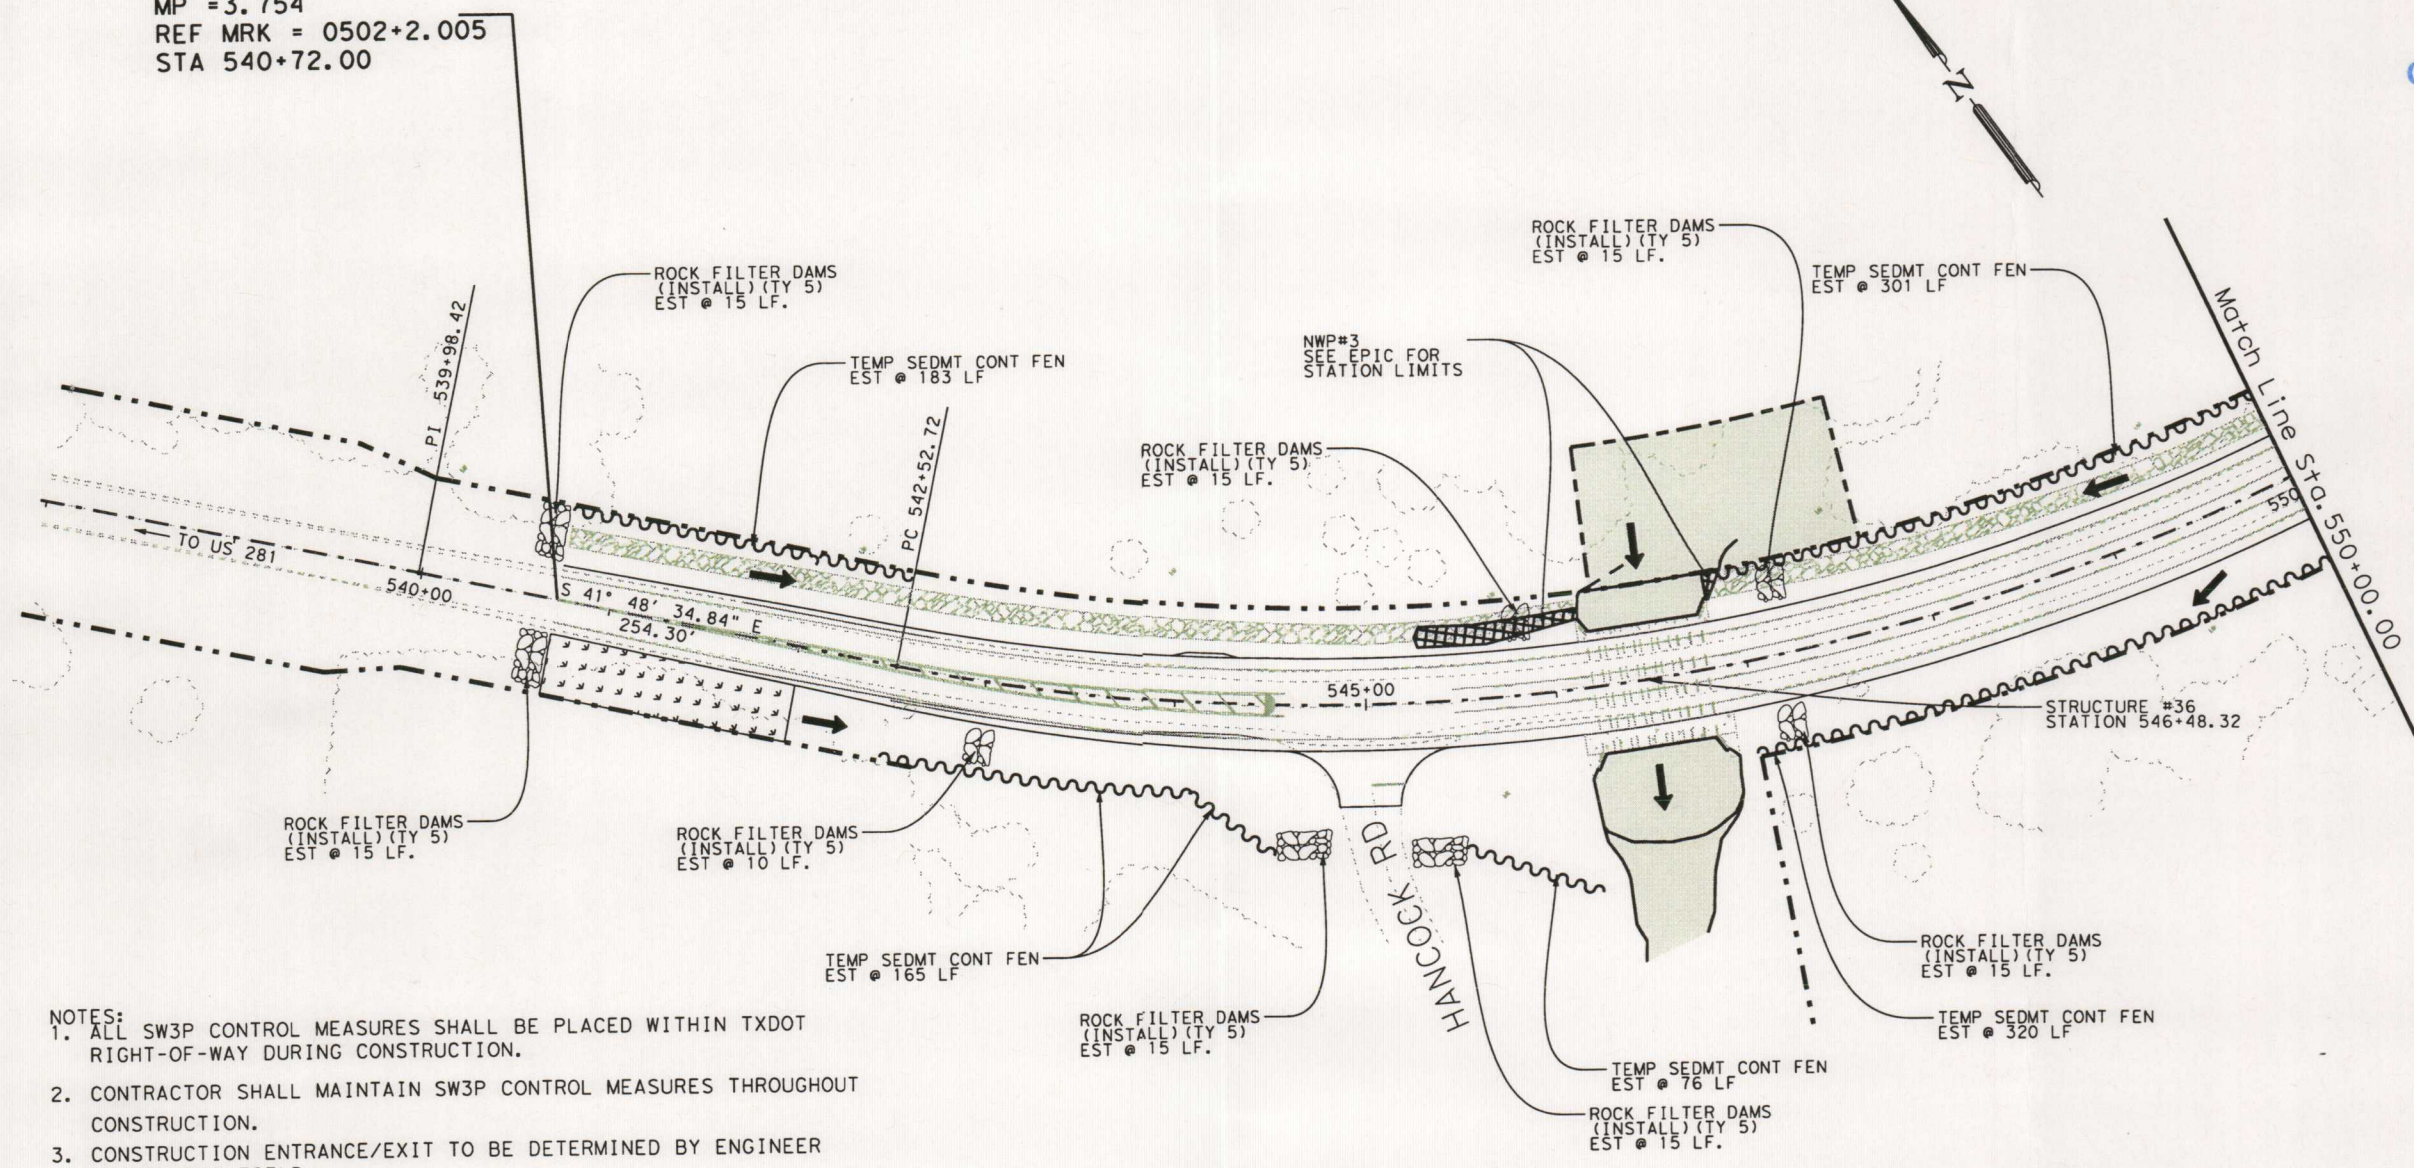 MP =3.754
REF MRK = 0502+2.005
STA 540+72.00
N
ROCK FILTER DAMS
(INSTALL)(TY 5)
EST @ 15 LF.
TEMP SEDMT CONT FEN
EST @ 301 LF
ROCK FILTER DAMS
(INSTALL)(TY 5)
EST @ 15 LF.
PI 539+98.42
TEMP SEDMT CONT FEN
EST @ 183 LF
NWP#3
SEE EPIC FOR
STATION LIMITS
Match Line Sta.550+00.00
PC 542+52.72
ROCK FILTER DAMS
(INSTALL)(TY 5)
EST @ 15 LF.
550
TO US 281
540+00
S 41° 48' 34.84" E
254.30'
545+00
STRUCTURE #36
STATION 546+48.32
ROCK FILTER DAMS
(INSTALL)(TY 5)
EST @ 15 LF.
ROCK FILTER DAMS
(INSTALL)(TY 5)
EST @ 10 LF.
HANCOCK RD
TEMP SEDMT CONT FEN
EST @ 165 LF
ROCK FILTER DAMS
(INSTALL)(TY 5)
EST @ 15 LF.
ROCK FILTER DAMS
(INSTALL)(TY 5)
EST @ 15 LF.
TEMP SEDMT CONT FEN
EST @ 320 LF
TEMP SEDMT CONT FEN
EST @ 76 LF
ROCK FILTER DAMS
(INSTALL)(TY 5)
EST @ 15 LF.
NOTES:
1. ALL SW3P CONTROL MEASURES SHALL BE PLACED WITHIN TXDOT
RIGHT-OF-WAY DURING CONSTRUCTION.
2. CONTRACTOR SHALL MAINTAIN SW3P CONTROL MEASURES THROUGHOUT
CONSTRUCTION.
3. CONSTRUCTION ENTRANCE/EXIT TO BE DETERMINED BY ENGINEER